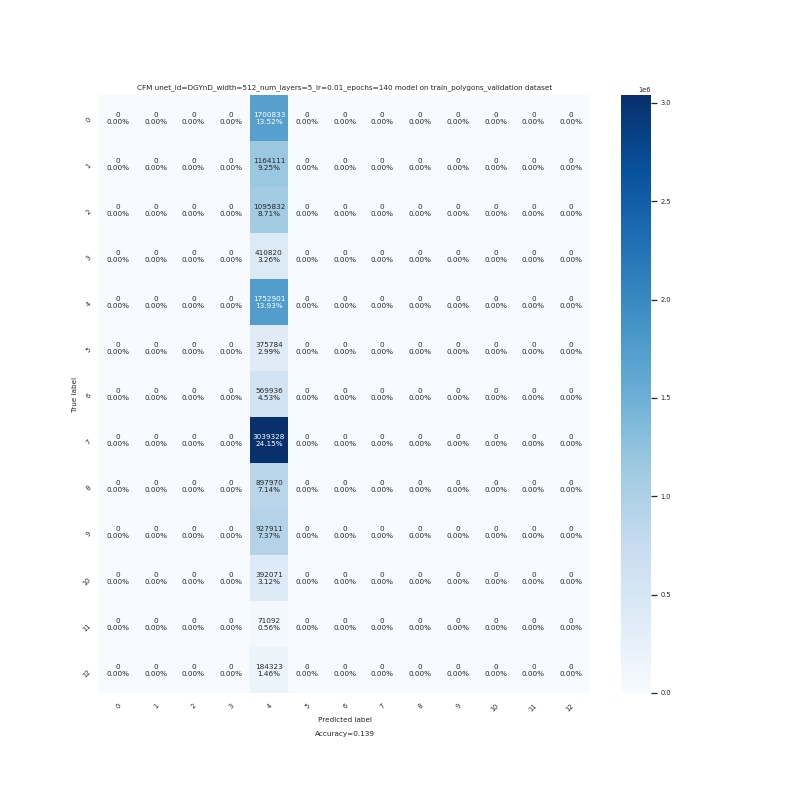 CFM unet_id=DGYnD_width=512_num_layers=5_lr=0.01_epochs=140 model on train_polygons_validation dataset
1e6
0 0 0 0 0 1700833 0 0 0 0 0 0 0 0
0.00% 0.00% 0.00% 0.00% 13.52% 0.00% 0.00% 0.00% 0.00% 0.00% 0.00% 0.00% 0.00%
1 0 0 0 0 1164111 0 0 0 0 0 0 0 0
0.00% 0.00% 0.00% 0.00% 9.25% 0.00% 0.00% 0.00% 0.00% 0.00% 0.00% 0.00% 0.00%
2 0 0 0 0 1095832 0 0 0 0 0 0 0 0
0.00% 0.00% 0.00% 0.00% 8.71% 0.00% 0.00% 0.00% 0.00% 0.00% 0.00% 0.00% 0.00%
3 0 0 0 0 410820 0 0 0 0 0 0 0 0
0.00% 0.00% 0.00% 0.00% 3.26% 0.00% 0.00% 0.00% 0.00% 0.00% 0.00% 0.00% 0.00%
4 0 0 0 0 1752901 0 0 0 0 0 0 0 0
0.00% 0.00% 0.00% 0.00% 13.93% 0.00% 0.00% 0.00% 0.00% 0.00% 0.00% 0.00% 0.00%
5 0 0 0 0 375784 0 0 0 0 0 0 0 0
0.00% 0.00% 0.00% 0.00% 2.99% 0.00% 0.00% 0.00% 0.00% 0.00% 0.00% 0.00% 0.00%
6 0 0 0 0 569936 0 0 0 0 0 0 0 0
0.00% 0.00% 0.00% 0.00% 4.53% 0.00% 0.00% 0.00% 0.00% 0.00% 0.00% 0.00% 0.00%
7 0 0 0 0 3039328 0 0 0 0 0 0 0 0
0.00% 0.00% 0.00% 0.00% 24.15% 0.00% 0.00% 0.00% 0.00% 0.00% 0.00% 0.00% 0.00%
8 0 0 0 0 897970 0 0 0 0 0 0 0 0
0.00% 0.00% 0.00% 0.00% 7.14% 0.00% 0.00% 0.00% 0.00% 0.00% 0.00% 0.00% 0.00%
9 0 0 0 0 927911 0 0 0 0 0 0 0 0
0.00% 0.00% 0.00% 0.00% 7.37% 0.00% 0.00% 0.00% 0.00% 0.00% 0.00% 0.00% 0.00%
10 0 0 0 0 392071 0 0 0 0 0 0 0 0
0.00% 0.00% 0.00% 0.00% 3.12% 0.00% 0.00% 0.00% 0.00% 0.00% 0.00% 0.00% 0.00%
11 0 0 0 0 71092 0 0 0 0 0 0 0 0
0.00% 0.00% 0.00% 0.00% 0.56% 0.00% 0.00% 0.00% 0.00% 0.00% 0.00% 0.00% 0.00%
12 0 0 0 0 184323 0 0 0 0 0 0 0 0
0.00% 0.00% 0.00% 0.00% 1.46% 0.00% 0.00% 0.00% 0.00% 0.00% 0.00% 0.00% 0.00%
True label
0 1 2 3 4 5 6 7 8 9 10 11 12
Predicted label
Accuracy=0.139
3.0
2.5
2.0
1.5
1.0
0.5
0.0